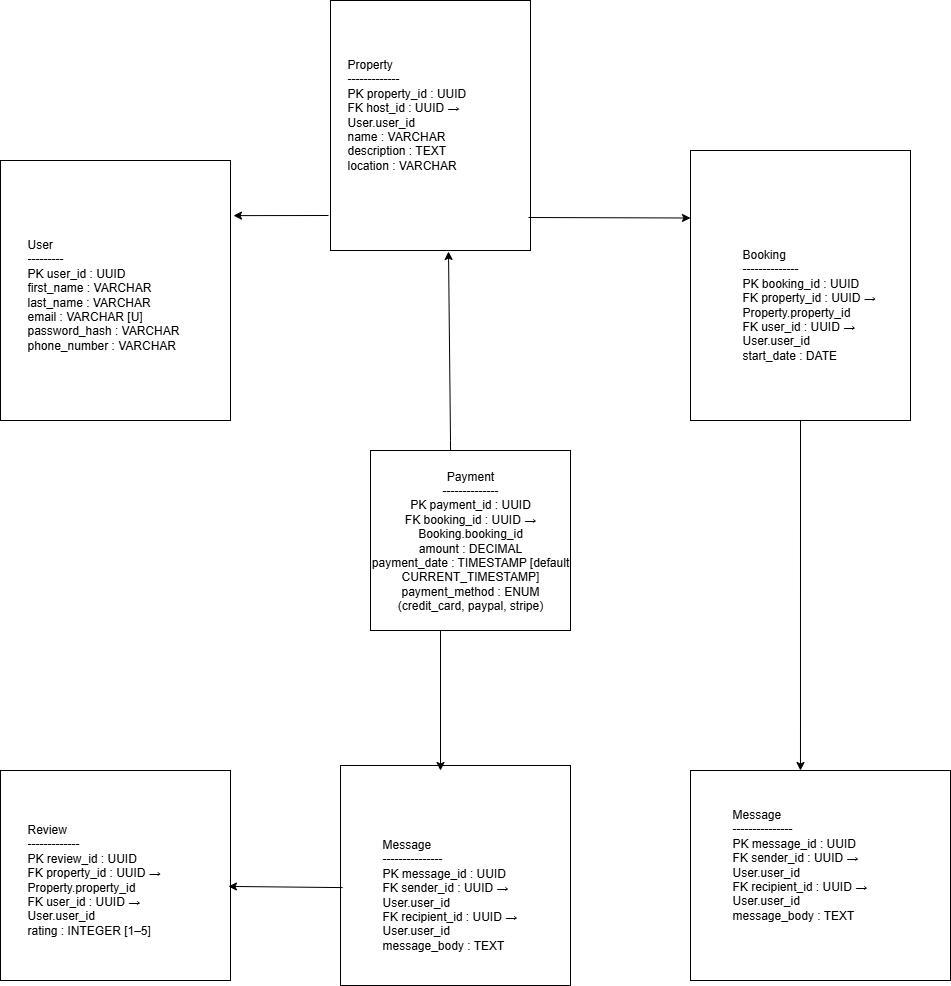 Property
-------------
PK property_id : UUID
FK host_id : UUID →
User.user_id
name : VARCHAR
description : TEXT
location : VARCHAR
User
---------
PK user_id : UUID
first_name : VARCHAR
last_name : VARCHAR
email : VARCHAR [U]
password_hash : VARCHAR
phone_number : VARCHAR
Booking
--------------
PK booking_id : UUID
FK property_id : UUID →
Property.property_id
FK user_id : UUID →
User.user_id
start_date : DATE
Payment
--------------
PK payment_id : UUID
FK booking_id : UUID →
Booking.booking_id
amount : DECIMAL
payment_date : TIMESTAMP [default
CURRENT_TIMESTAMP]
payment_method : ENUM
(credit_card, paypal, stripe)
Review
-------------
PK review_id : UUID
FK property_id : UUID →
Property.property_id
FK user_id : UUID →
User.user_id
rating : INTEGER [1–5]
Message
---------------
PK message_id : UUID
FK sender_id : UUID →
User.user_id
FK recipient_id : UUID →
User.user_id
message_body : TEXT
Message
---------------
PK message_id : UUID
FK sender_id : UUID →
User.user_id
FK recipient_id : UUID →
User.user_id
message_body : TEXT